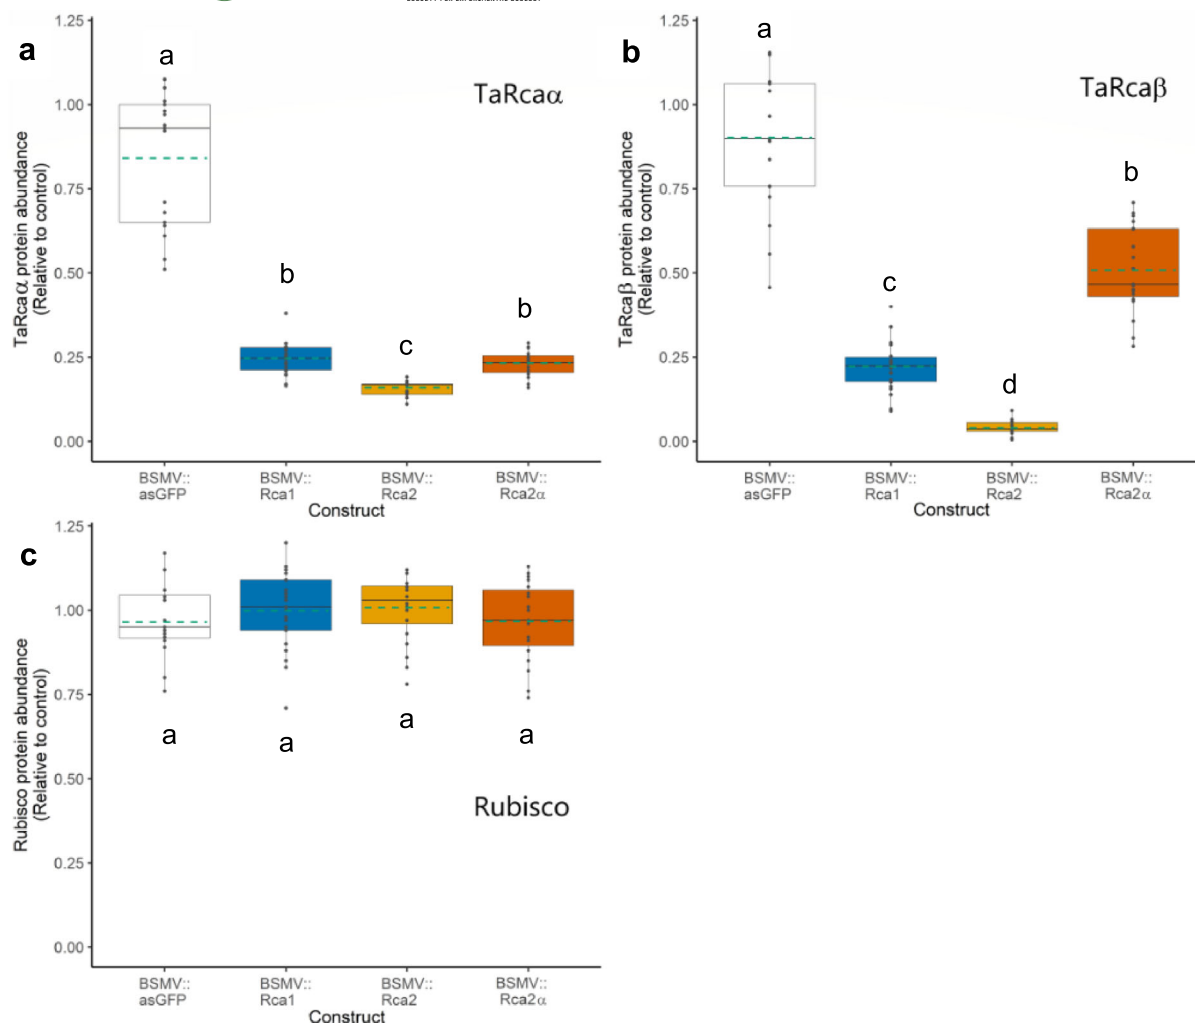 a
1.25
1.00
0.75
0.50
0.25
0.00
TaRcaα protein abundance
(Relative to control)
TaRcaα
a
b
c
b
BSMV::
asGFP
BSMV::
Rca1
BSMV::
Rca2
BSMV::
Rca2α
Construct
b
1.25
1.00
0.75
0.50
0.25
0.00
TaRcaβ protein abundance
(Relative to control)
TaRcaβ
a
c
d
b
BSMV::
asGFP
BSMV::
Rca1
BSMV::
Rca2
BSMV::
Rca2α
Construct
c
1.25
1.00
0.75
0.50
0.25
0.00
Rubisco protein abundance
(Relative to control)
a
a
a
a
Rubisco
BSMV::
asGFP
BSMV::
Rca1
BSMV::
Rca2
BSMV::
Rca2α
Construct